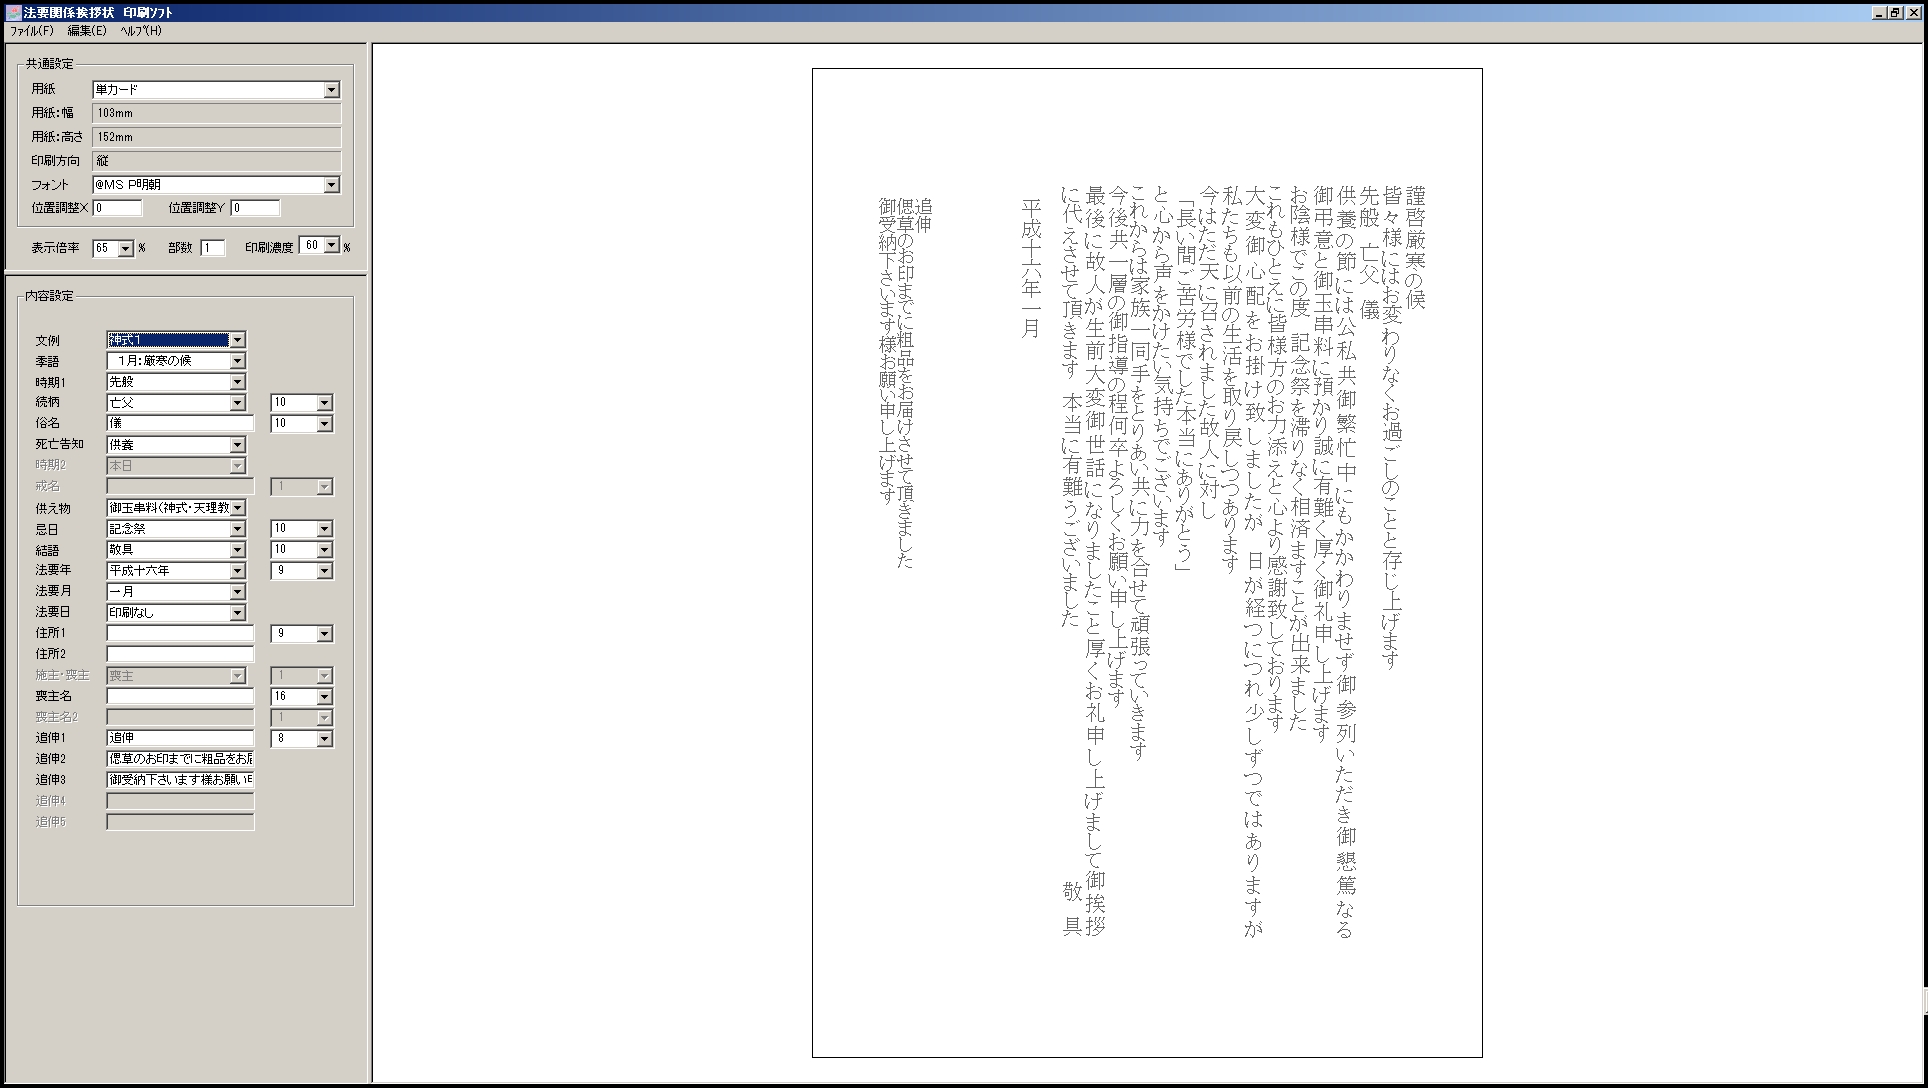 法要関係挨拶状 印刷ソフト
ファイル(F) 編集(E) ヘルプ(H)
共通設定
用紙 単カード
用紙:幅 103mm
用紙:高さ 152mm
印刷方向 縦
フォント @MS P明朝
位置調整X 0 位置調整Y 0
表示倍率 65 % 部数 1 印刷濃度 60 %
内容設定
文例 神式1
季語 1月:厳寒の候
時期1 先般
続柄 亡父 10
俗名 儀 10
死亡告知 供養
時期2 本日
戒名 1
供え物 御玉串料(神式・天理教
忌日 記念祭 10
結語 敬具 10
法要年 平成十六年 9
法要月 一月
法要日 印刷なし
住所1 9
住所2
施主・喪主 喪主 1
喪主名 16
喪主名2 1
追伸1 追伸 8
追伸2 偲草のお印までに粗品をお届
追伸3 御受納下さいます様お願い申
追伸4
追伸5
謹啓厳寒の候
皆々様にはお変わりなくお過ごしのことと存じ上げます
先般 亡父 儀
供養の節には公私共御繁忙中にもかかわりませず御参列いただき御懇篤なる
御弔意と御玉串料に預かり誠に有難く厚く御礼申し上げます
お陰様でこの度 記念祭を滞りなく相済ますことが出来ました
これもひとえに皆様方のお力添えと心より感謝致しております
大変御心配をお掛け致しましたが 日が経つにつれ少しずつではありますが
私たちも以前の生活を取り戻しつつあります
今はただ天に召されました故人に対し
「長い間ご苦労様でした本当にありがとう」
と心から声をかけたい気持ちでございます
これからは家族一同手をとりあい共に力を合せて頑張っていきます
今後共一層の御指導の程何卒よろしくお願い申し上げます
最後に故人が生前大変御世話になりましたこと厚くお礼申し上げまして御挨拶
に代えさせて頂きます 本当に有難うございました 敬具
平成十六年一月
追伸
偲草のお印までに粗品をお届けさせて頂きました
御受納下さいます様お願い申し上げます